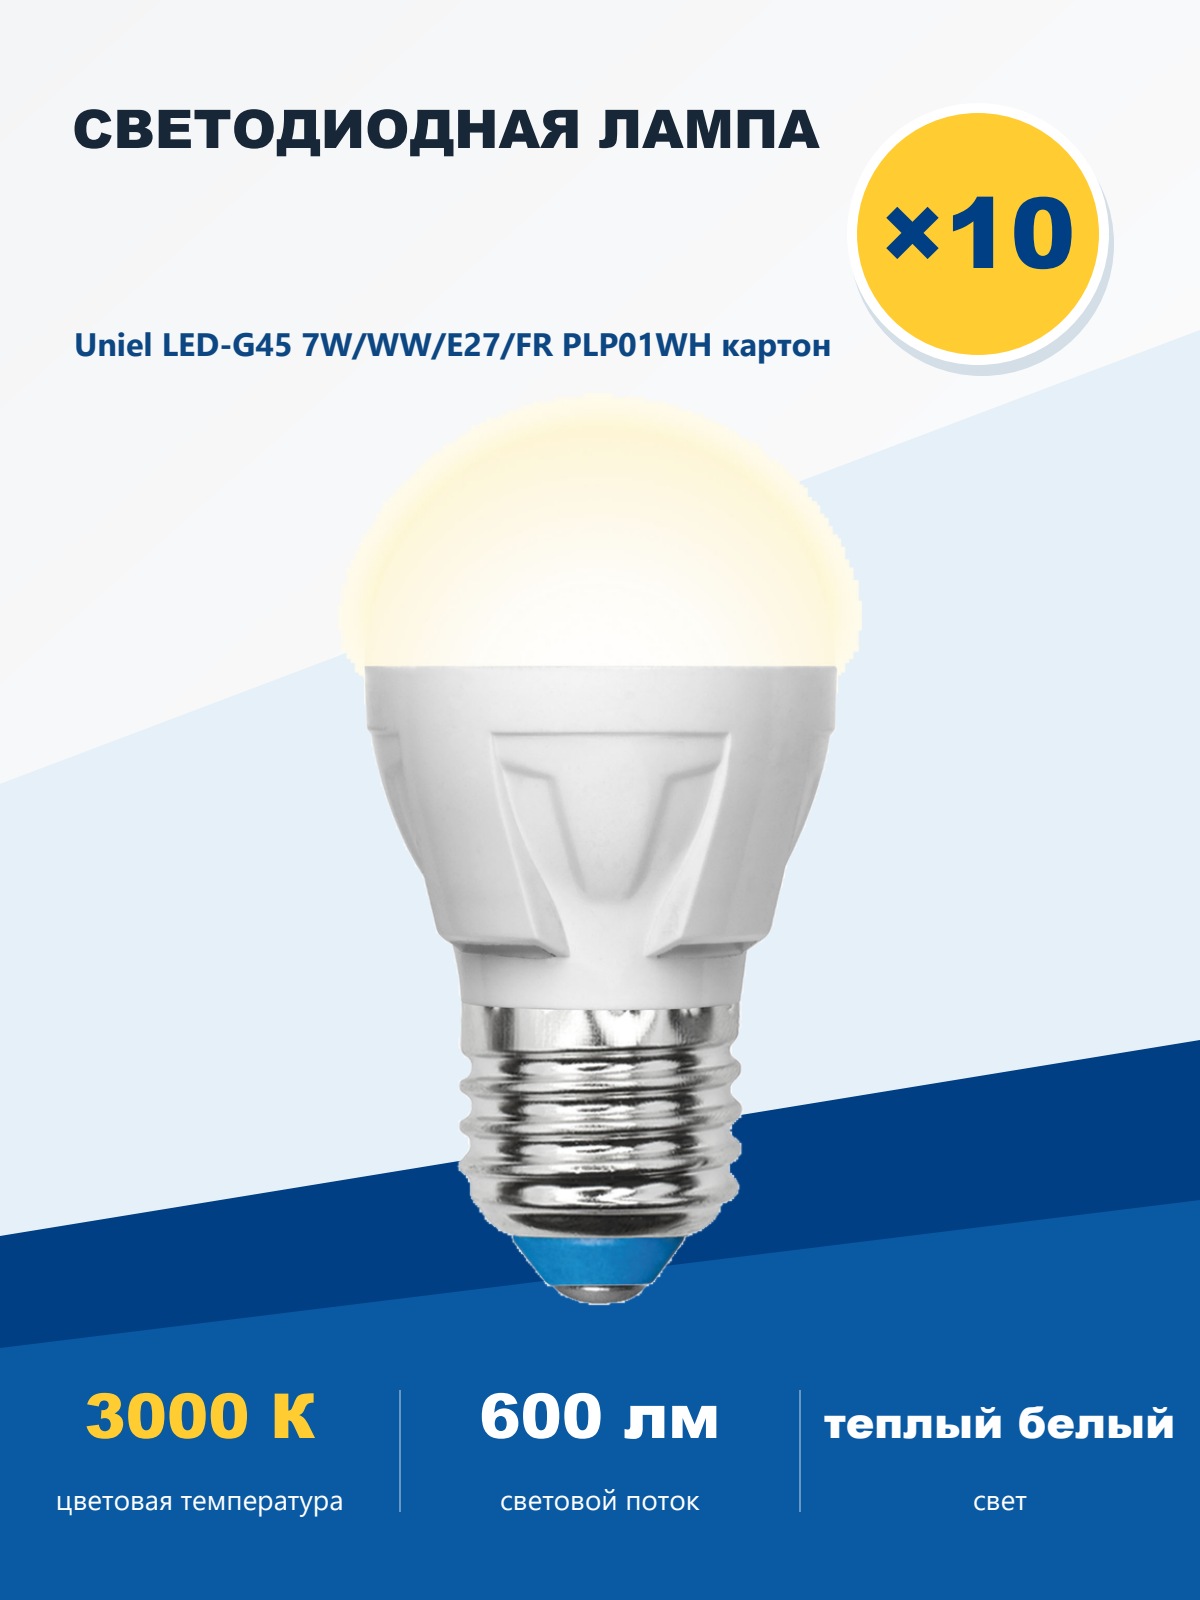 СВЕТОДИОДНАЯ ЛАМПА
×10
Uniel LED-G45 7W/WW/E27/FR PLP01WH картон
3000 К
600 лм
теплый белый
цветовая температура
световой поток
свет